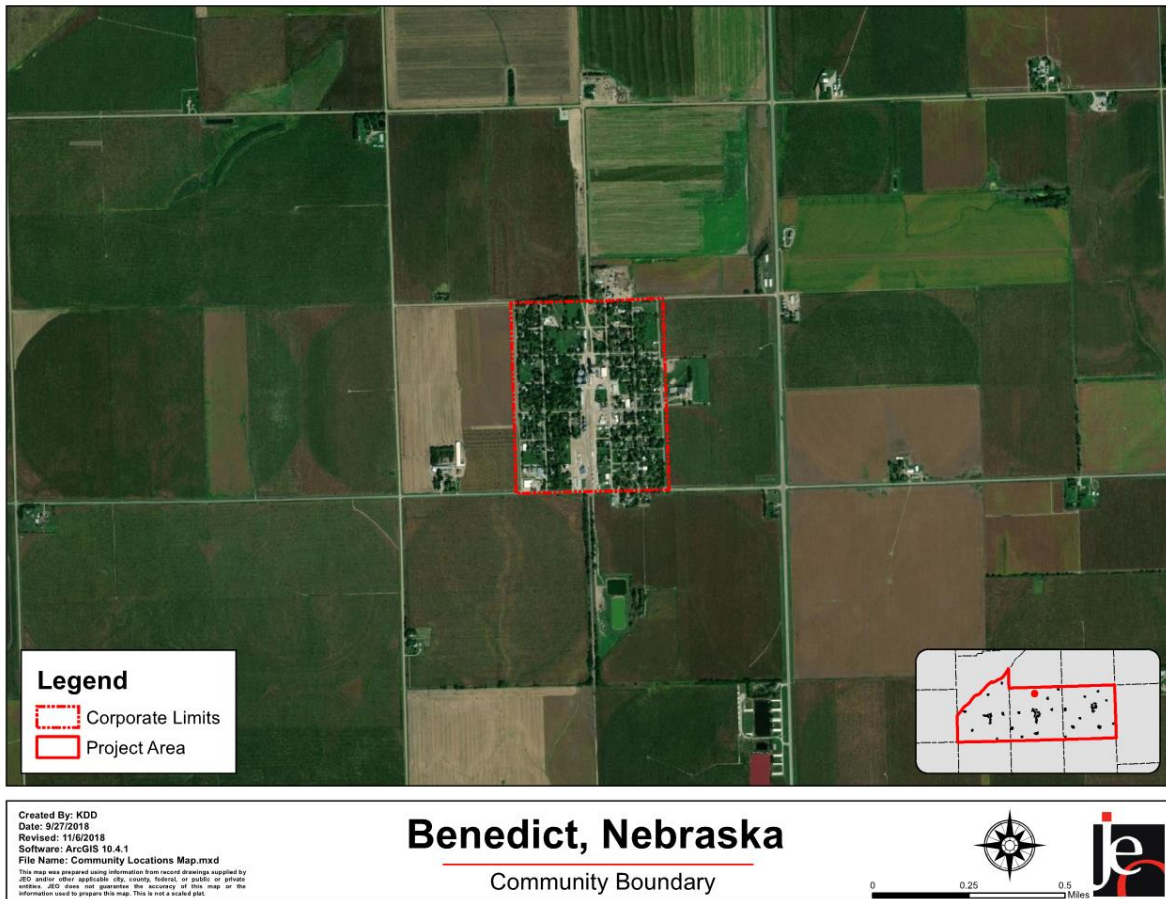 Legend
Corporate Limits
Project Area
Created By: KDD
Date: 9/27/2018
Revised: 11/6/2018
Software: ArcGIS 10.4.1
File Name: Community Locations Map.mxd
This map was prepared using information from record drawings supplied by
JEO and/or other applicable city, county, federal, or public or private
entities. JEO does not guarantee the accuracy of this map or the
information used to prepare this map. This is not a scaled plat.
Benedict, Nebraska
Community Boundary
0 0.25 0.5
Miles
jeo